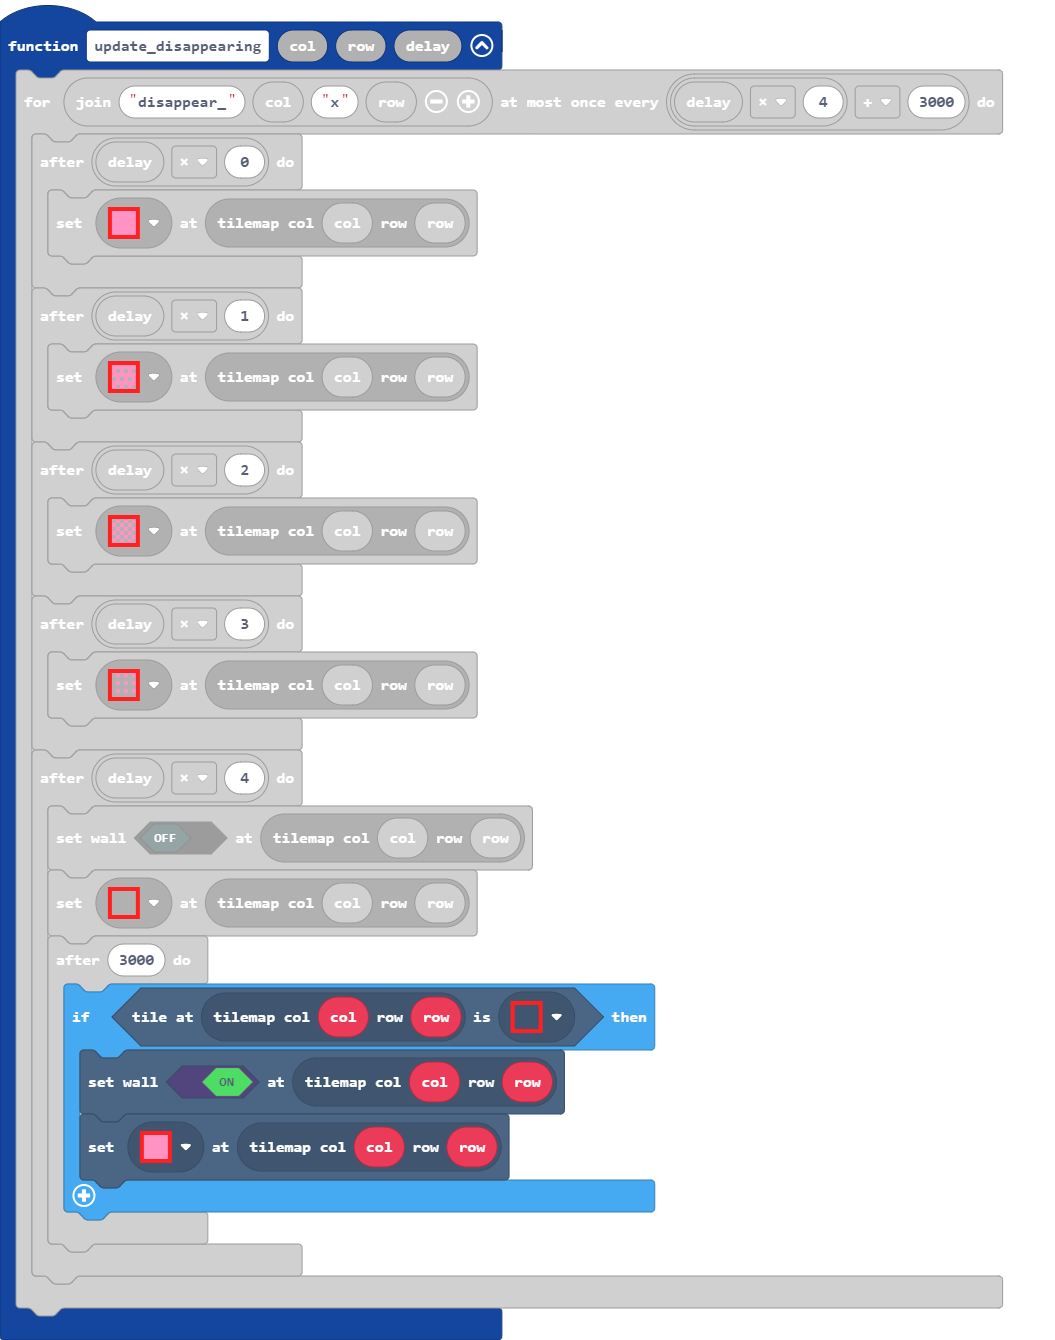 function update_disappearing col row delay
for join "disappear_" col "x" row at most once every delay × 4 + 3000 do
after delay × 0 do
set at tilemap col col row row
after delay × 1 do
set at tilemap col col row row
after delay × 2 do
set at tilemap col col row row
after delay × 3 do
set at tilemap col col row row
after delay × 4 do
set wall OFF at tilemap col col row row
set at tilemap col col row row
after 3000 do
if tile at tilemap col col row row is then
set wall ON at tilemap col col row row
set at tilemap col col row row